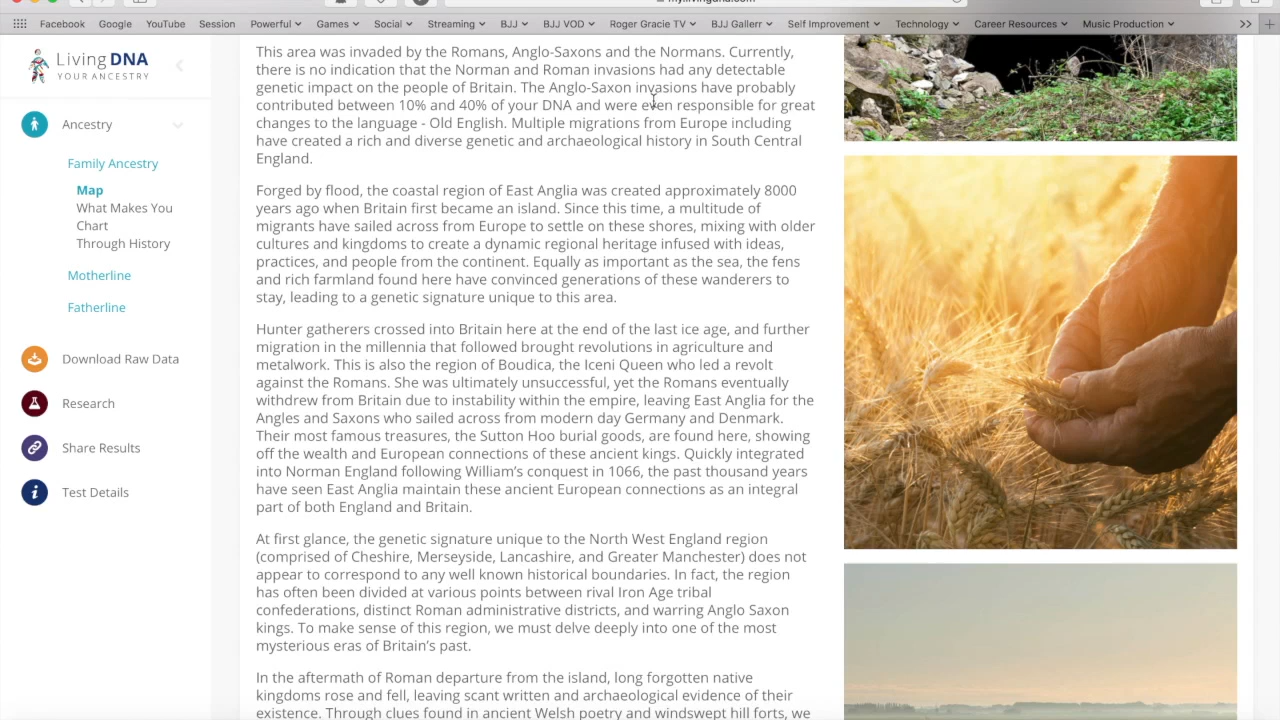 Facebook Google YouTube Session Powerful Games Social Streaming BJJ BJJ VOD Roger Gracie TV BJJ Gallerr Self Improvement Technology Career Resources Music Production
Living DNA
YOUR ANCESTRY
Ancestry
Family Ancestry
Map
What Makes You
Chart
Through History
Motherline
Fatherline
Download Raw Data
Research
Share Results
Test Details
This area was invaded by the Romans, Anglo-Saxons and the Normans. Currently,
there is no indication that the Norman and Roman invasions had any detectable
genetic impact on the people of Britain. The Anglo-Saxon invasions have probably
contributed between 10% and 40% of your DNA and were even responsible for great
changes to the language - Old English. Multiple migrations from Europe including
have created a rich and diverse genetic and archaeological history in South Central
England.
Forged by flood, the coastal region of East Anglia was created approximately 8000
years ago when Britain first became an island. Since this time, a multitude of
migrants have sailed across from Europe to settle on these shores, mixing with older
cultures and kingdoms to create a dynamic regional heritage infused with ideas,
practices, and people from the continent. Equally as important as the sea, the fens
and rich farmland found here have convinced generations of these wanderers to
stay, leading to a genetic signature unique to this area.
Hunter gatherers crossed into Britain here at the end of the last ice age, and further
migration in the millennia that followed brought revolutions in agriculture and
metalwork. This is also the region of Boudica, the Iceni Queen who led a revolt
against the Romans. She was ultimately unsuccessful, yet the Romans eventually
withdrew from Britain due to instability within the empire, leaving East Anglia for the
Angles and Saxons who sailed across from modern day Germany and Denmark.
Their most famous treasures, the Sutton Hoo burial goods, are found here, showing
off the wealth and European connections of these ancient kings. Quickly integrated
into Norman England following William's conquest in 1066, the past thousand years
have seen East Anglia maintain these ancient European connections as an integral
part of both England and Britain.
At first glance, the genetic signature unique to the North West England region
(comprised of Cheshire, Merseyside, Lancashire, and Greater Manchester) does not
appear to correspond to any well known historical boundaries. In fact, the region
has often been divided at various points between rival Iron Age tribal
confederations, distinct Roman administrative districts, and warring Anglo Saxon
kings. To make sense of this region, we must delve deeply into one of the most
mysterious eras of Britain's past.
In the aftermath of Roman departure from the island, long forgotten native
kingdoms rose and fell, leaving scant written and archaeological evidence of their
existence. Through clues found in ancient Welsh poetry and windswept hill forts, we